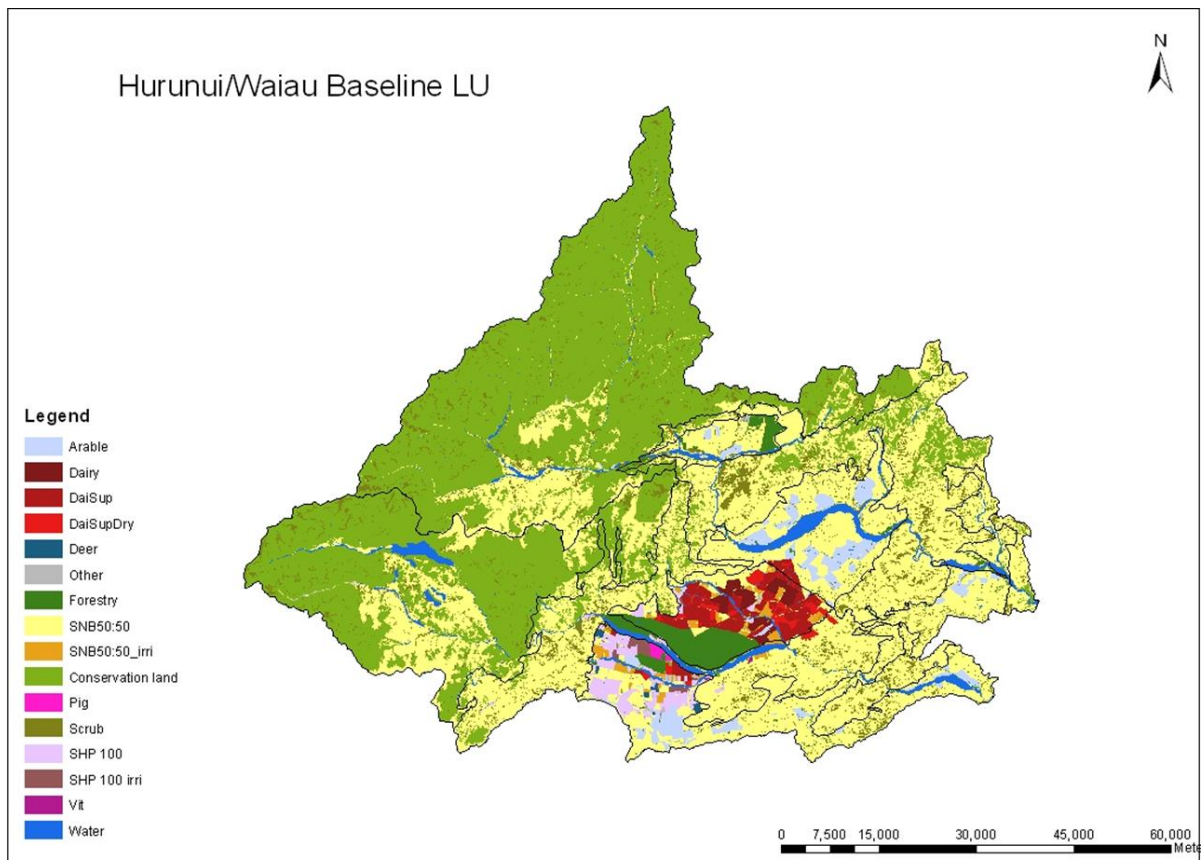 N
Hurunui/Waiau Baseline LU
Legend
Arable
Dairy
DaiSup
DaiSupDry
Deer
Other
Forestry
SNB50:50
SNB50:50_irri
Conservation land
Pig
Scrub
SHP 100
SHP 100 irri
Vit
Water
0 7,500 15,000 30,000 45,000 60,000
Mete